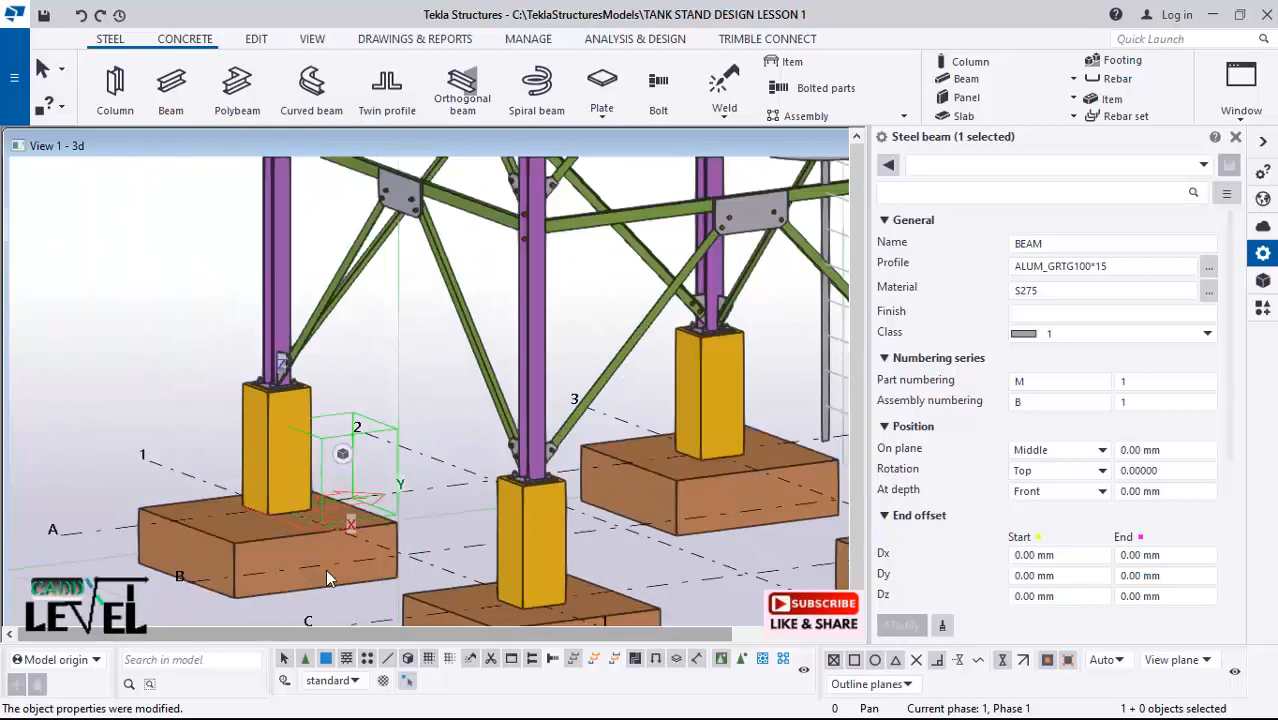 Tekla Structures - C:\TeklaStructuresModels\TANK STAND DESIGN LESSON 1
Log in
STEEL CONCRETE EDIT VIEW DRAWINGS & REPORTS MANAGE ANALYSIS & DESIGN TRIMBLE CONNECT
Quick Launch
Column
Beam
Polybeam
Curved beam
Twin profile
Orthogonal beam
Spiral beam
Plate
Bolt
Weld
Item
Bolted parts
Assembly
Column
Beam
Panel
Slab
Footing
Rebar
Item
Rebar set
Window
View 1 - 3d
Steel beam (1 selected)
General
Name BEAM
Profile ALUM_GRTG100*15 ...
Material S275 ...
Finish
Class 1
Numbering series
Part numbering M 1
Assembly numbering B 1
Position
On plane Middle 0.00 mm
Rotation Top 0.00000
At depth Front 0.00 mm
End offset
Start End
Dx 0.00 mm 0.00 mm
Dy 0.00 mm 0.00 mm
Dz 0.00 mm 0.00 mm
Modify
Z
3
2
1
Y
X
A
B
C
1
CADD
LEVEL
SUBSCRIBE
LIKE & SHARE
Model origin
Search in model
standard
Auto
View plane
Outline planes
The object properties were modified.
0 Pan Current phase: 1, Phase 1 1 + 0 objects selected